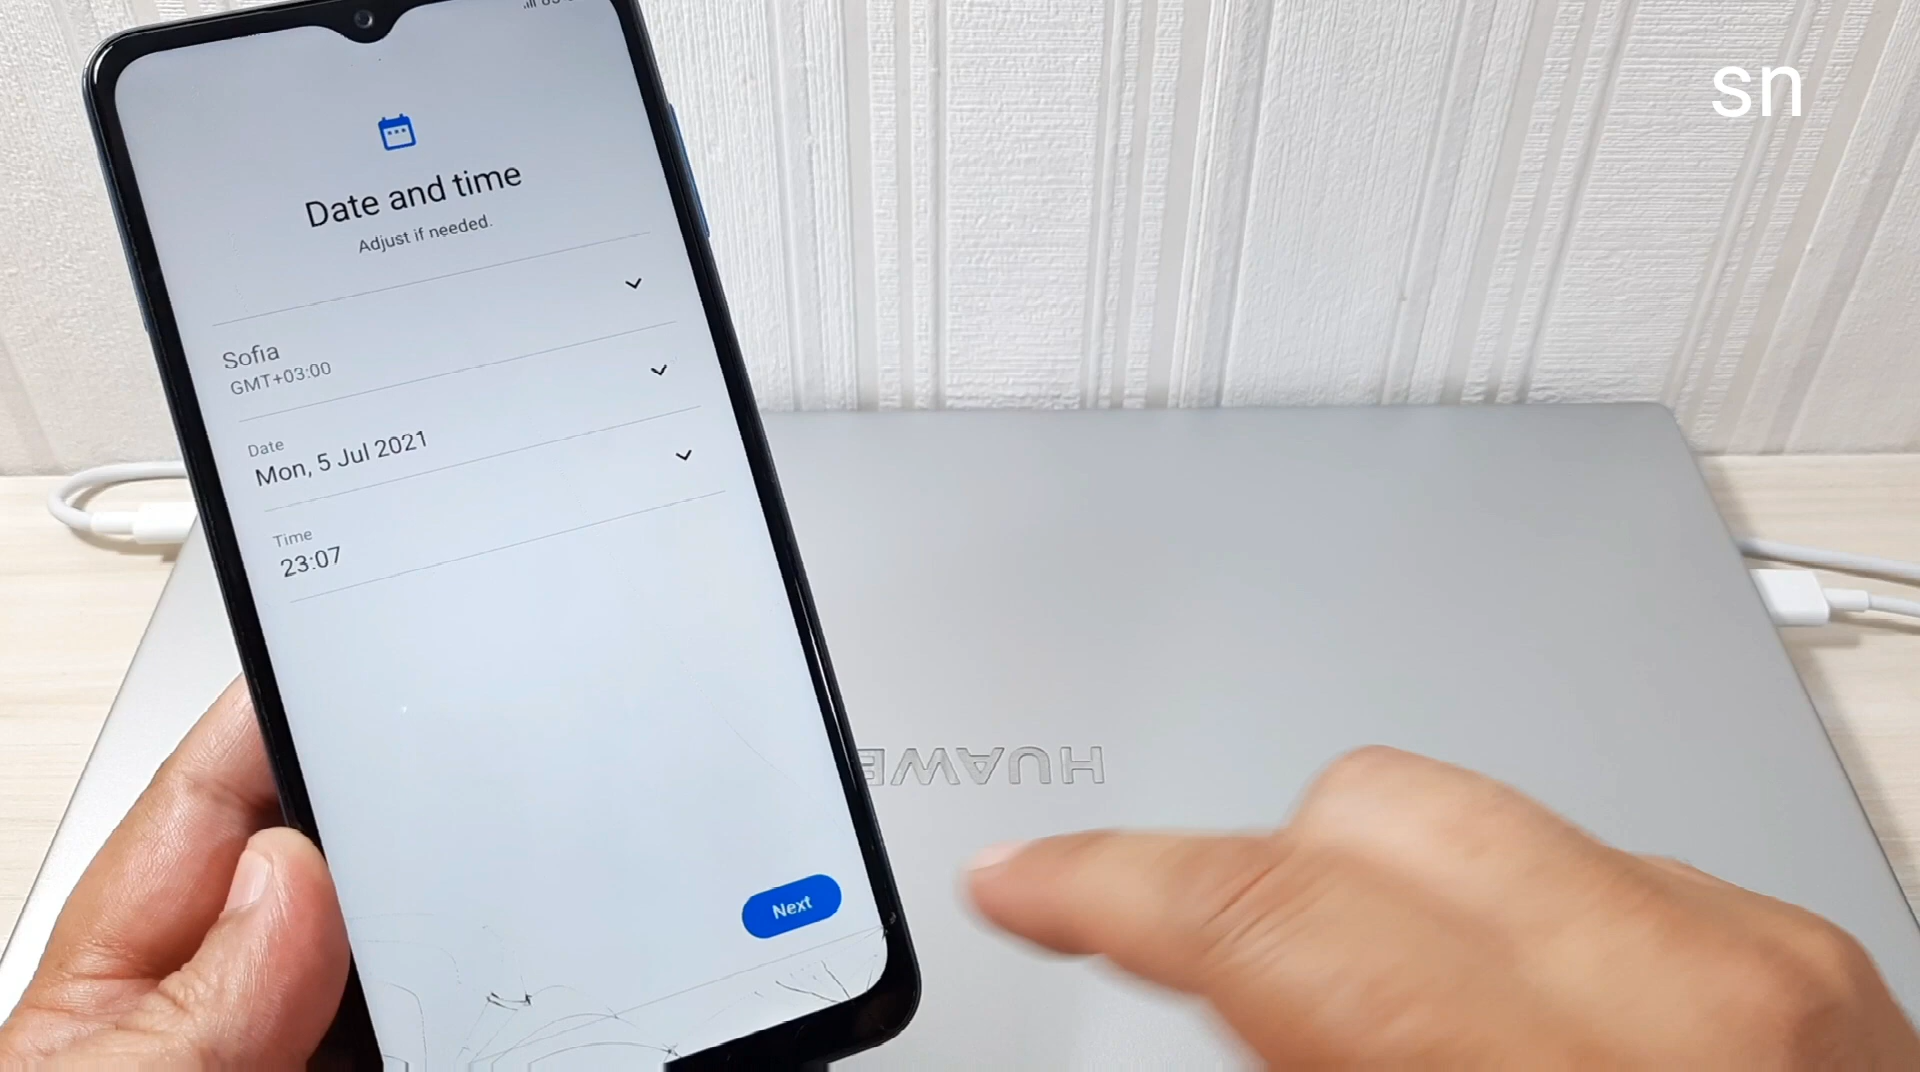 sn
Date and time
Adjust if needed.
Sofia
GMT+03:00
Date
Mon, 5 Jul 2021
Time
23:07
Next
HUAWE